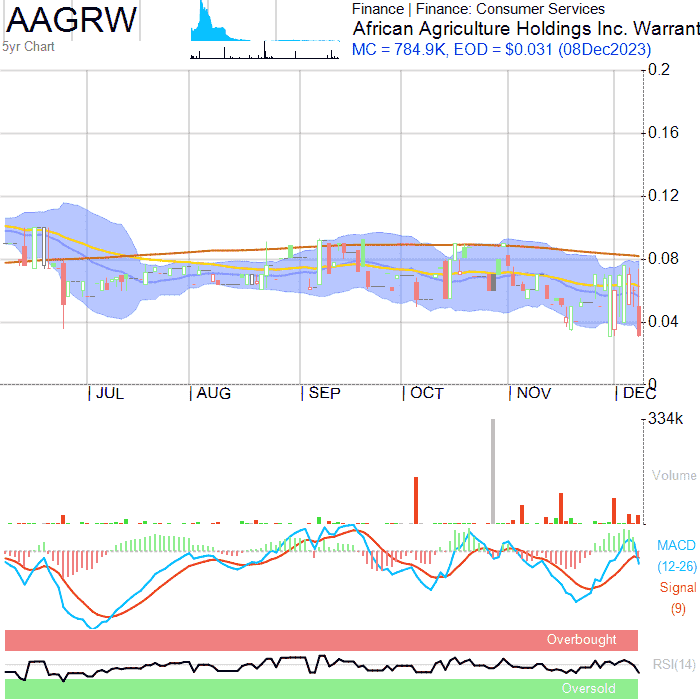 AAGRW
5yr Chart
Finance | Finance: Consumer Services
African Agriculture Holdings Inc. Warrant
MC = 784.9K, EOD = $0.031 (08Dec2023)
0.2
0.16
0.12
0.08
0.04
0
JUL AUG SEP OCT NOV DEC
334k
Volume
MACD
(12-26)
Signal
(9)
Overbought
RSI(14)
Oversold